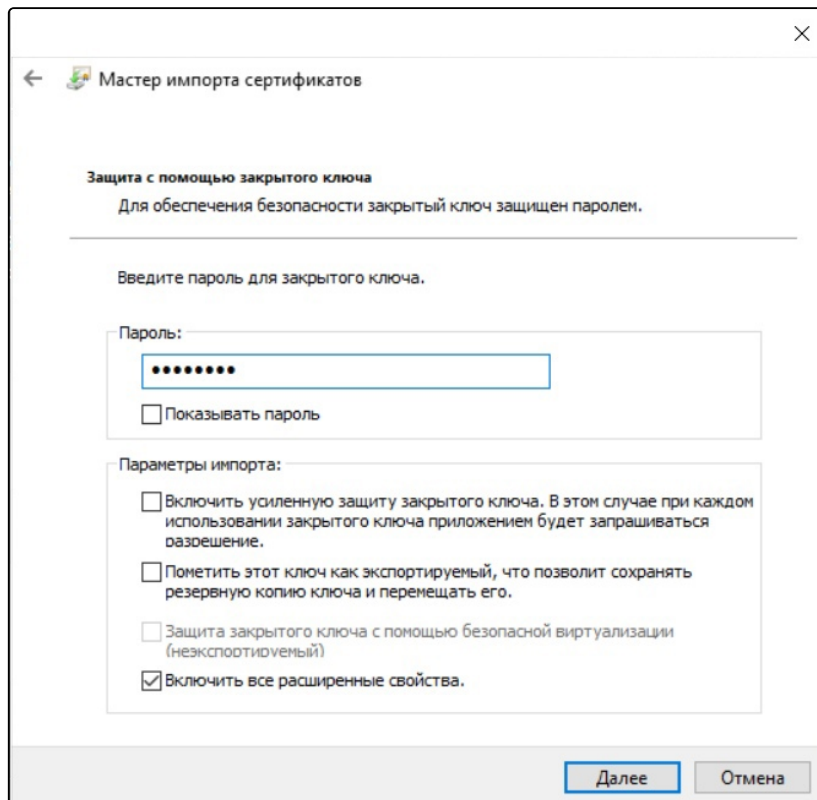 Мастер импорта сертификатов
Защита с помощью закрытого ключа
Для обеспечения безопасности закрытый ключ защищен паролем.
Введите пароль для закрытого ключа.
Пароль:
••••••••
Показывать пароль
Параметры импорта:
Включить усиленную защиту закрытого ключа. В этом случае при каждом
использовании закрытого ключа приложением будет запрашиваться
разрешение.
Пометить этот ключ как экспортируемый, что позволит сохранять
резервную копию ключа и перемещать его.
Защита закрытого ключа с помощью безопасной виртуализации
(неэкспортируемый)
Включить все расширенные свойства.
Далее
Отмена